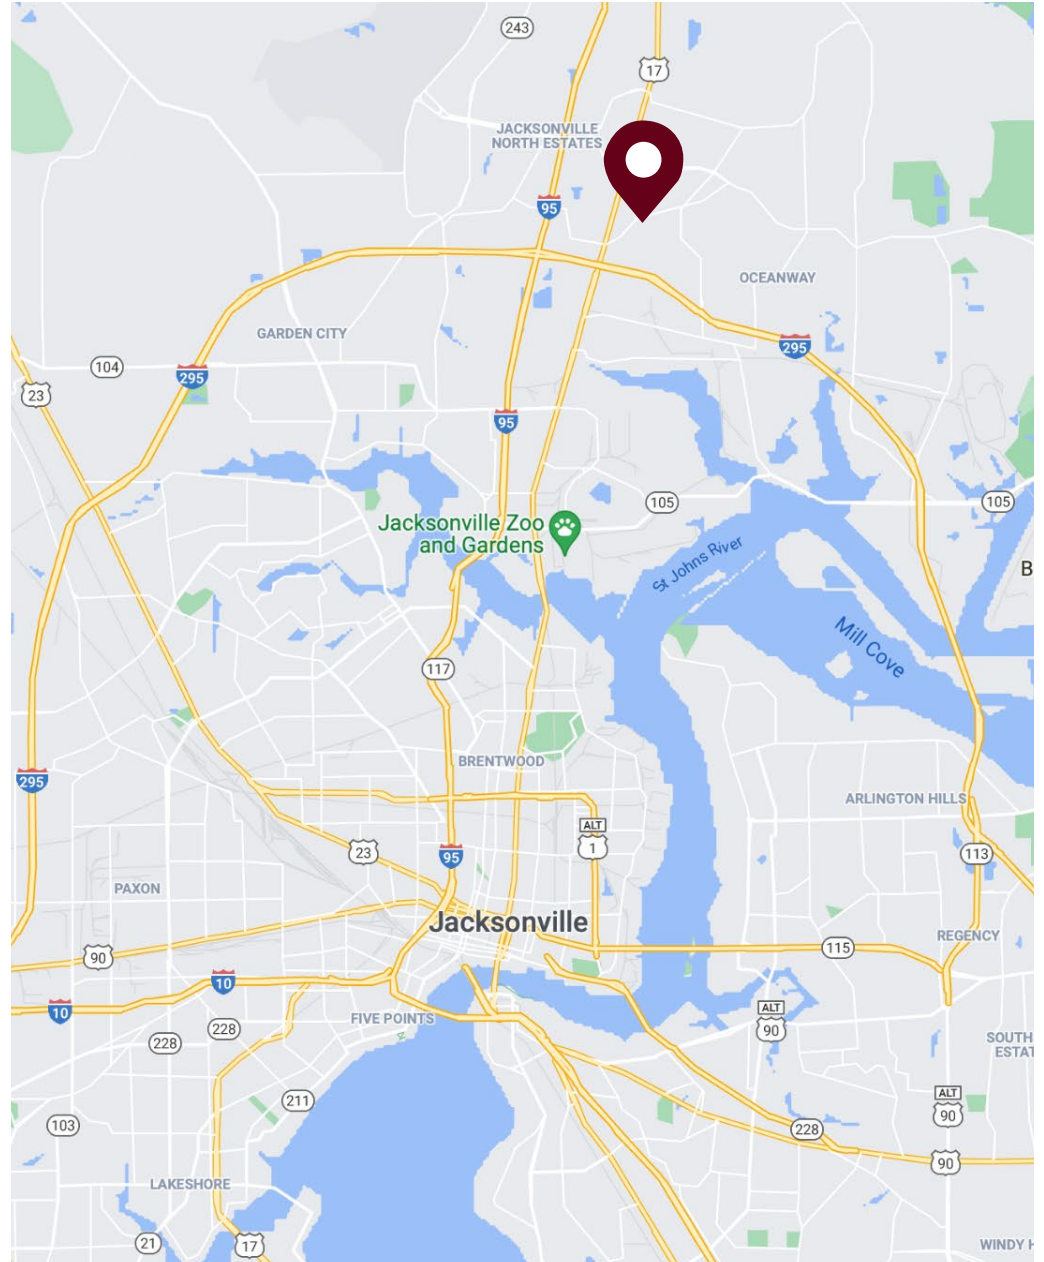 243
17
JACKSONVILLE
NORTH ESTATES
95
OCEANWAY
GARDEN CITY
295
104
295
23
95
105
105
Jacksonville Zoo
and Gardens
St Johns River
B
Mill Cove
117
BRENTWOOD
295
ARLINGTON HILLS
ALT
1
23
95
113
PAXON
Jacksonville
REGENCY
115
90
10
10
ALT
90
FIVE POINTS
228
228
SOUTH
ESTAT
211
ALT
90
103
228
90
LAKESHORE
21
17
WINDY H